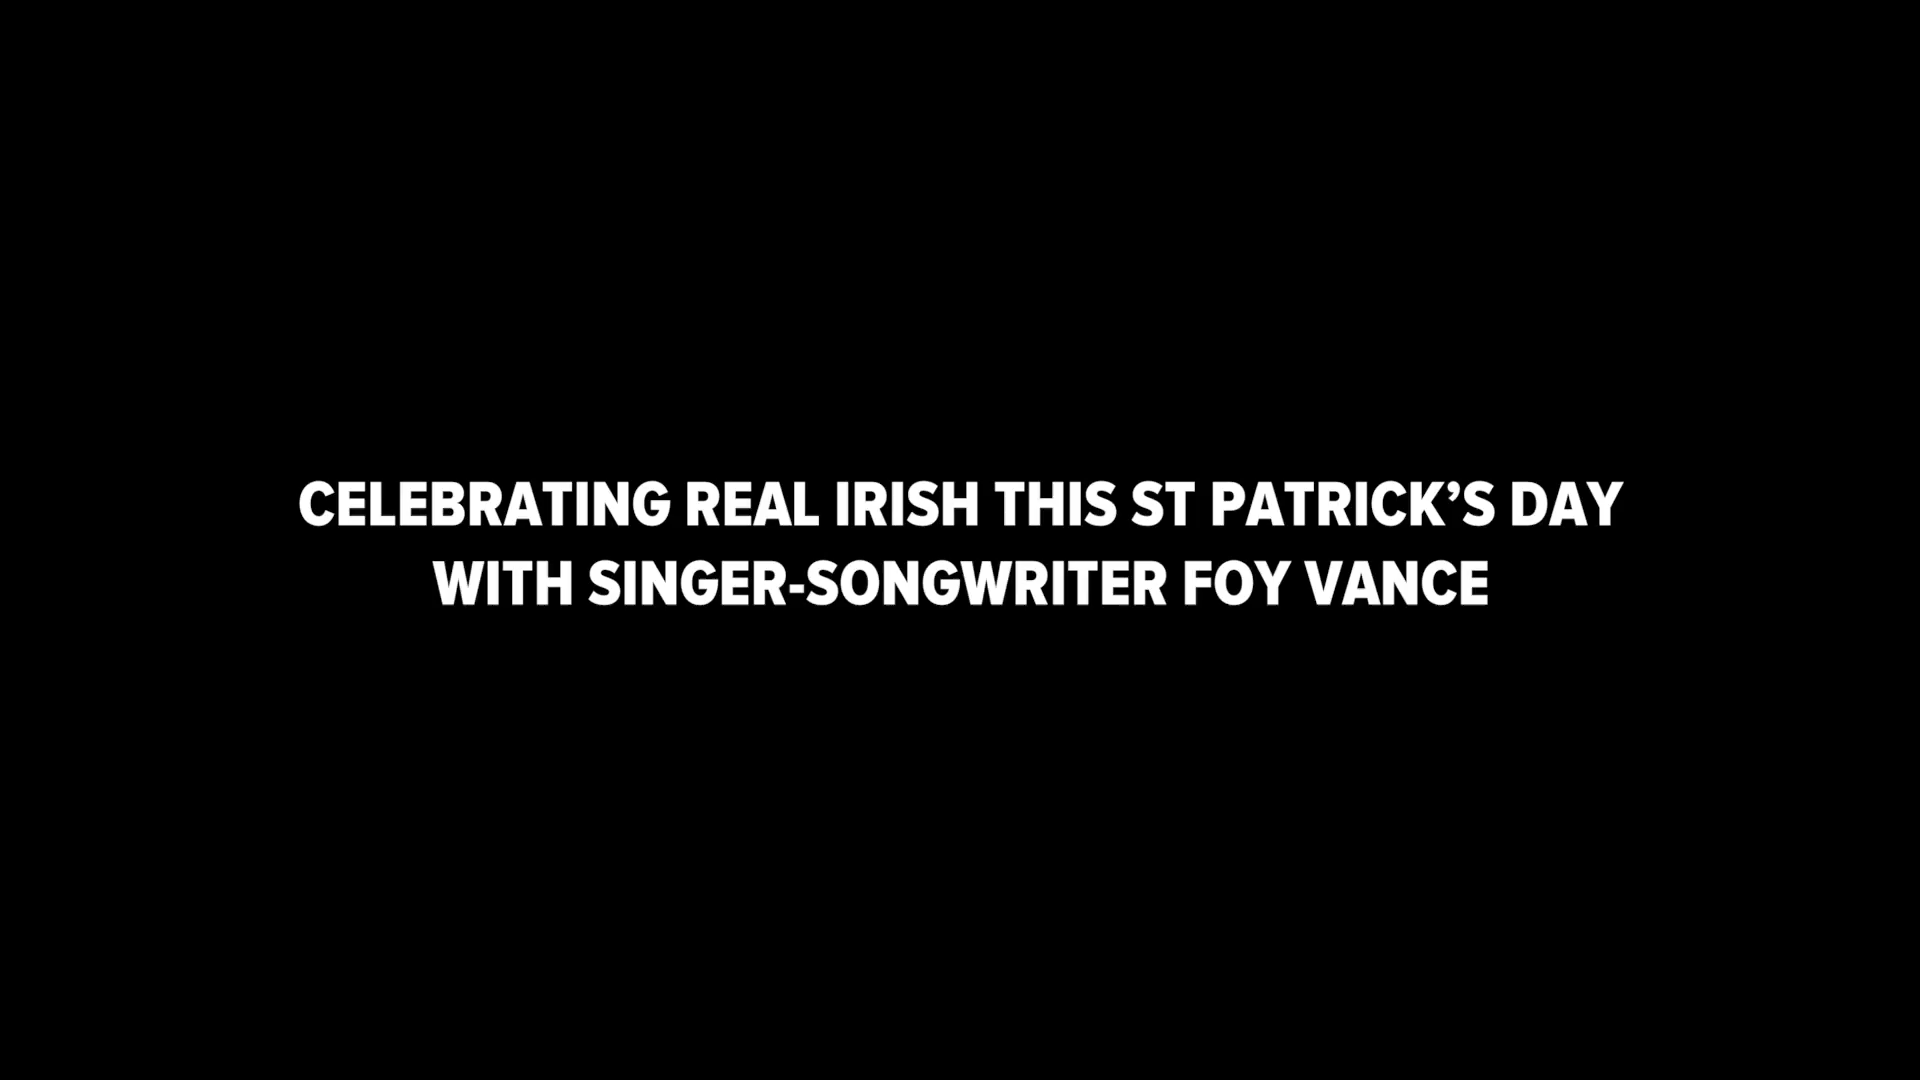 CELEBRATING REAL IRISH THIS ST PATRICK’S DAY
WITH SINGER-SONGWRITER FOY VANCE